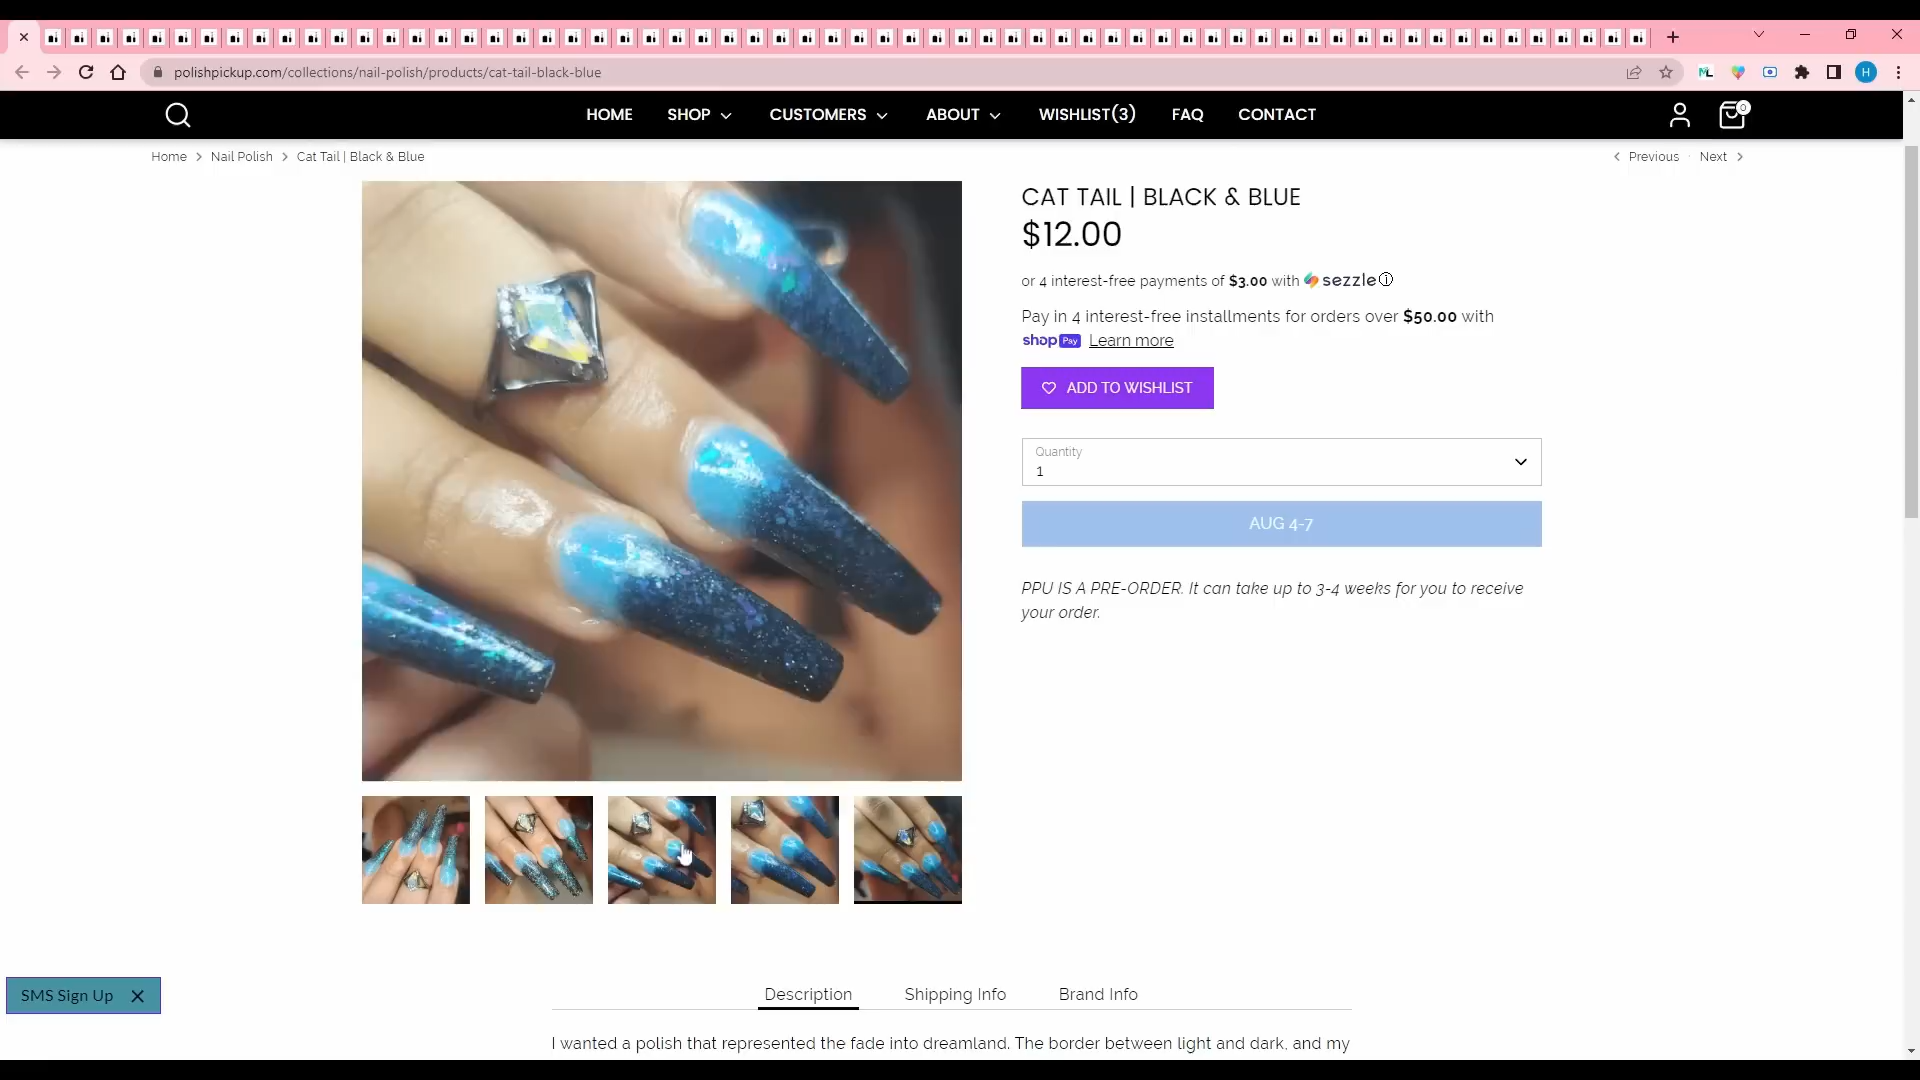 polishpickup.com/collections/nail-polish/products/cat-tail-black-blue
H
HOME SHOP CUSTOMERS ABOUT WISHLIST(3) FAQ CONTACT
0
Home > Nail Polish > Cat Tail | Black & Blue
< Previous · Next >
CAT TAIL | BLACK & BLUE
$12.00
or 4 interest-free payments of $3.00 with sezzle
Pay in 4 interest-free installments for orders over $50.00 with
shop Pay Learn more
ADD TO WISHLIST
Quantity
1
AUG 4-7
PPU IS A PRE-ORDER. It can take up to 3-4 weeks for you to receive
your order.
SMS Sign Up
Description Shipping Info Brand Info
I wanted a polish that represented the fade into dreamland. The border between light and dark, and my